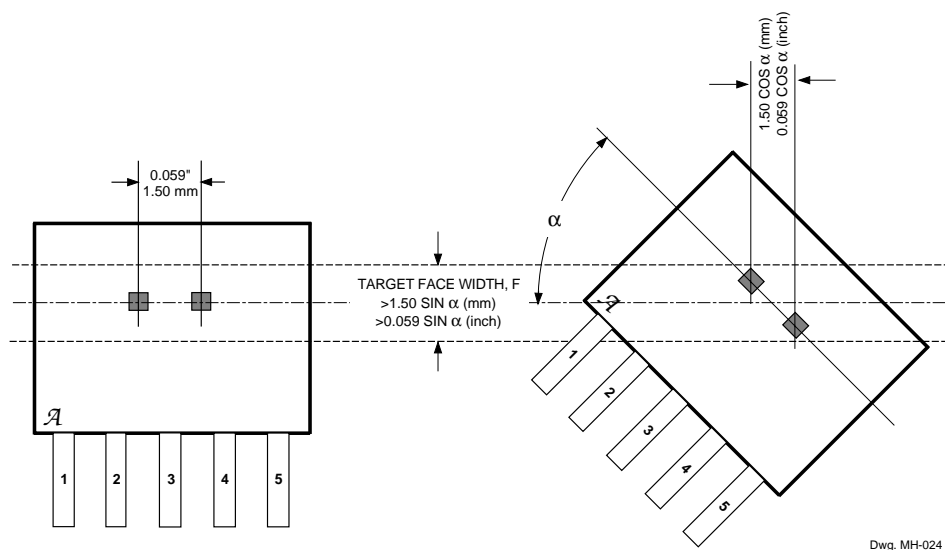 1.50 COS α (mm)
0.059 COS α (inch)
0.059"
1.50 mm
α
TARGET FACE WIDTH, F
>1.50 SIN α (mm)
>0.059 SIN α (inch)
A
A
1
2
3
4
5
1
2
3
4
5
Dwg. MH-024